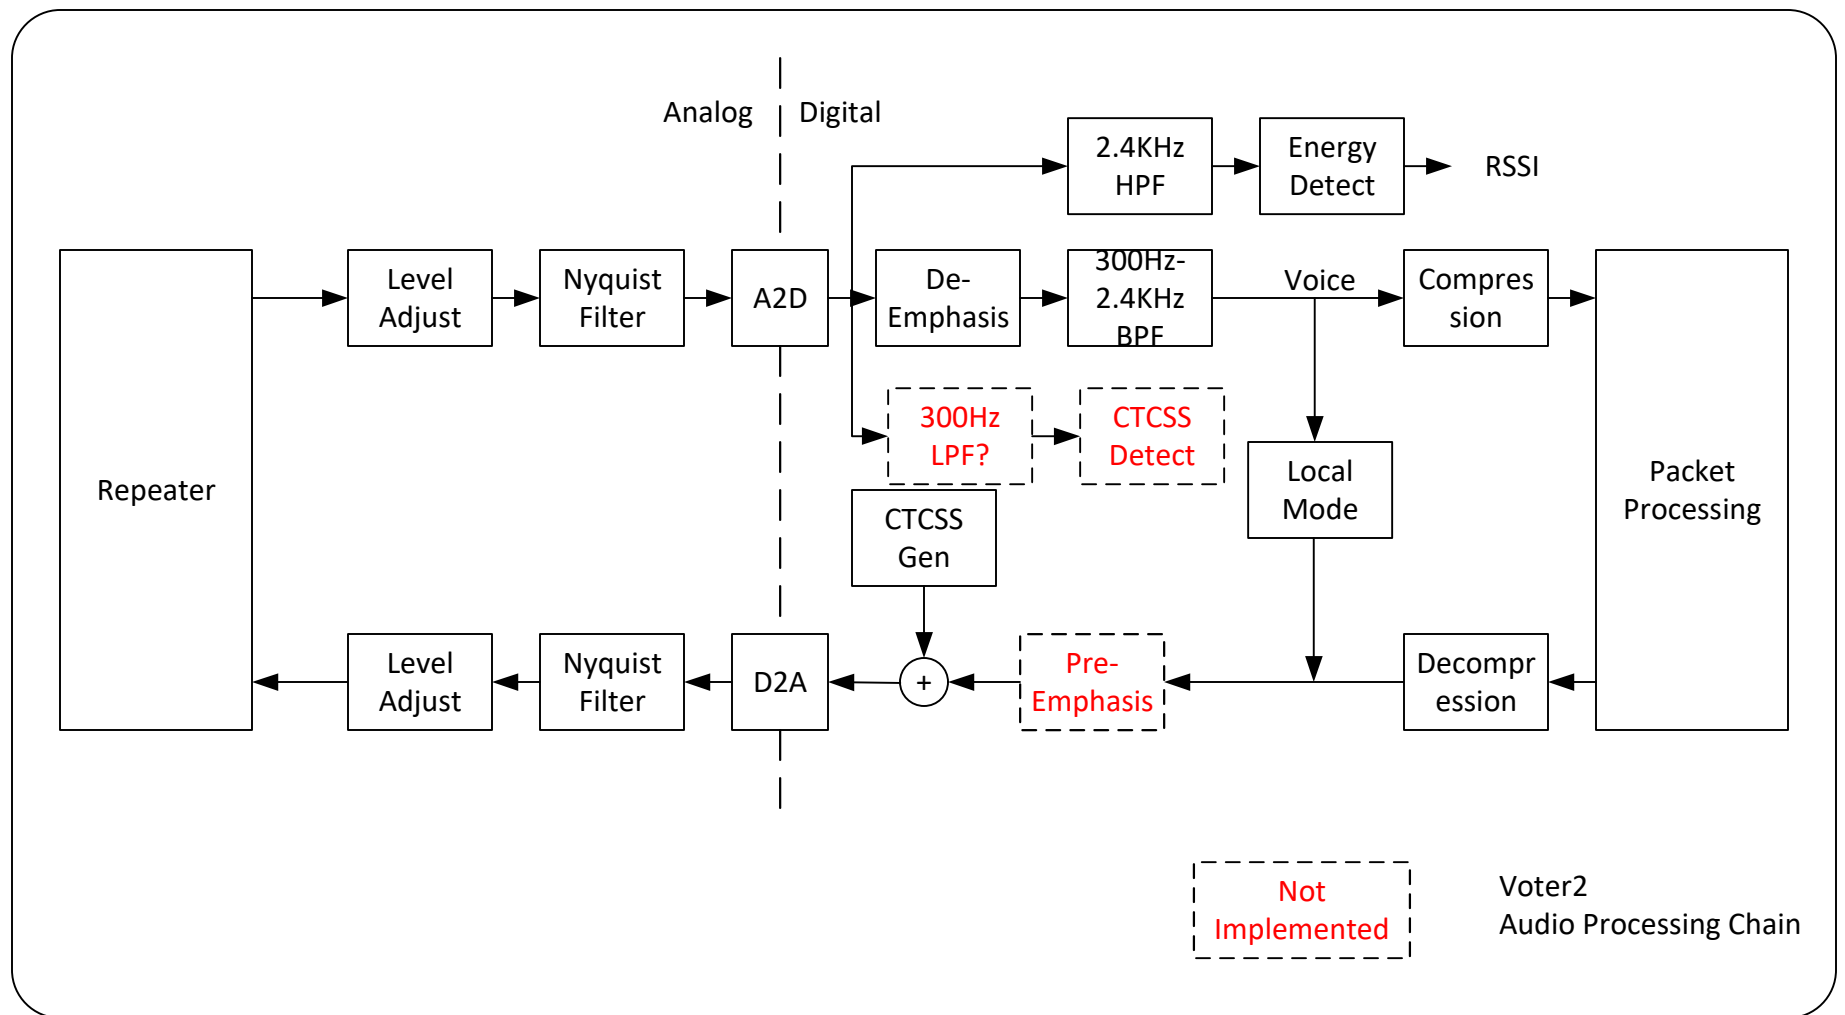 Analog
Digital
2.4KHz
HPF
Energy
Detect
RSSI
Repeater
Level
Adjust
Nyquist
Filter
A2D
De-
Emphasis
300Hz-
2.4KHz
BPF
Voice
Compres
sion
Packet
Processing
300Hz
LPF?
CTCSS
Detect
Local
Mode
CTCSS
Gen
Level
Adjust
Nyquist
Filter
D2A
+
Pre-
Emphasis
Decompr
ession
Not
Implemented
Voter2
Audio Processing Chain